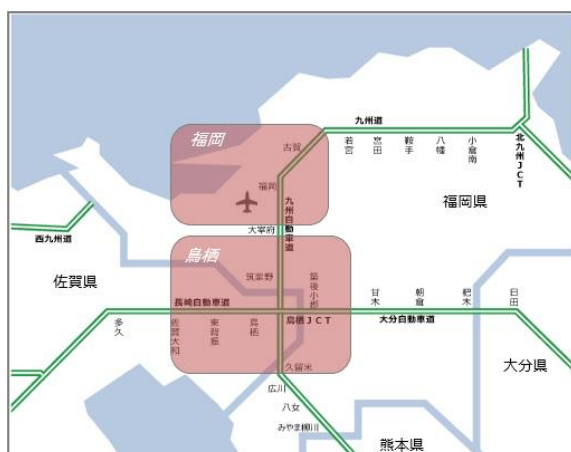 福岡
九州道
古賀
若宮
宮田
鞍手
八幡
小倉南
北九州JCT
福岡
九州自動車道
福岡県
大宰府
西九州道
鳥栖
佐賀県
筑紫野
筑後小郡
甘木
朝倉
杷木
日田
長崎自動車道
鳥栖JCT
大分自動車道
多久
佐賀大和
東背振
鳥栖
大分県
久留米
広川
八女
みやま柳川
熊本県